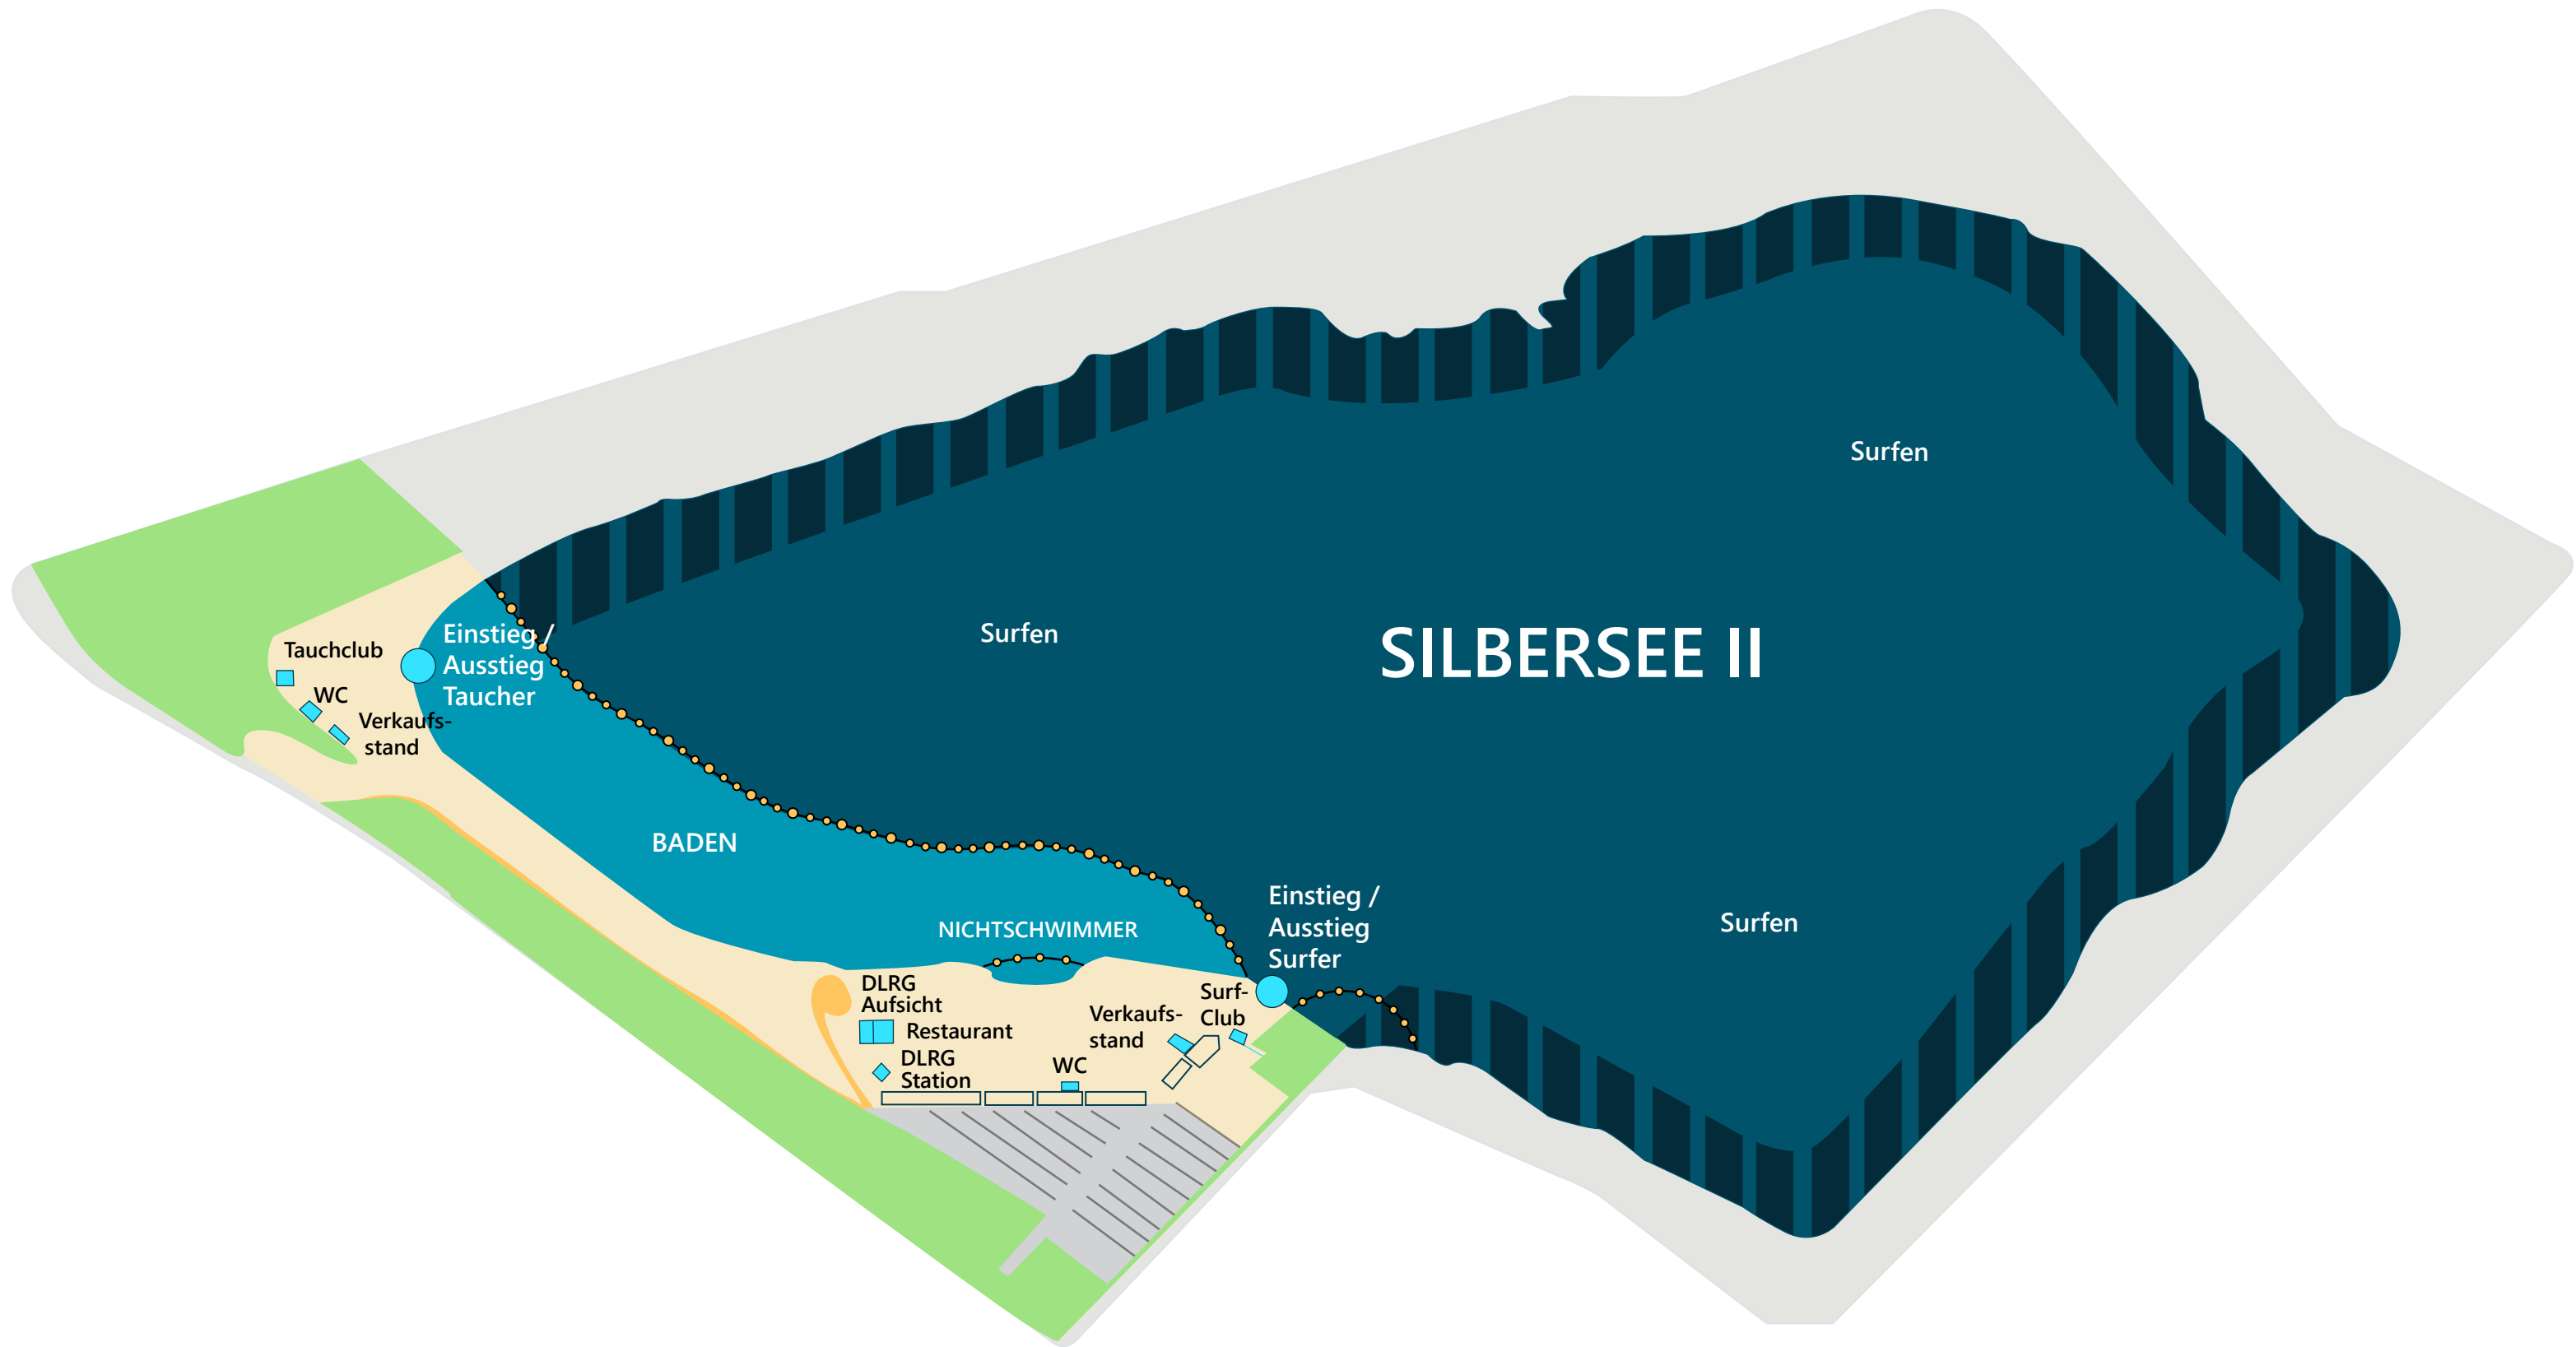 Surfen
Surfen
SILBERSEE II
Einstieg /
Ausstieg
Taucher
Tauchclub
WC
Verkaufs-
stand
BADEN
NICHTSCHWIMMER
Einstieg /
Ausstieg
Surfer
Surfen
DLRG
Aufsicht
Restaurant
DLRG
Station
WC
Verkaufs-
stand
Surf-
Club